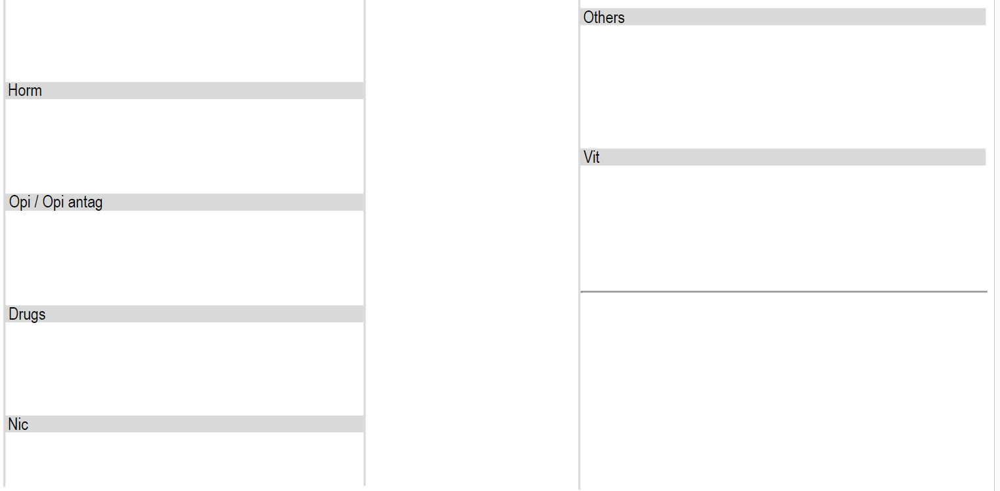 Horm
Opi / Opi antag
Drugs
Nic
Others
Vit